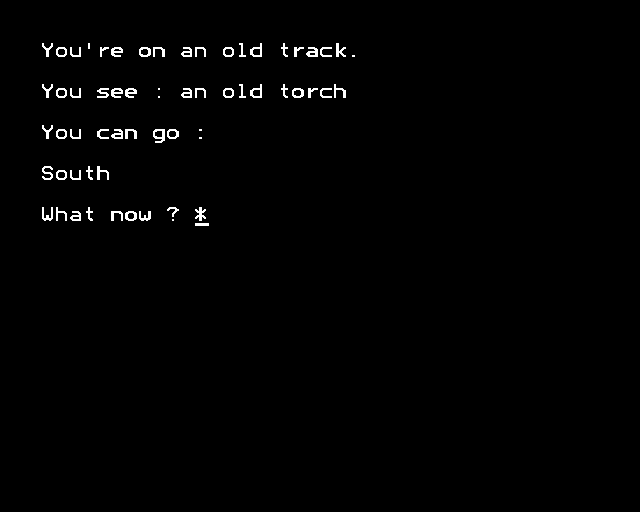 You're on an old track.
You see : an old torch
You can go :
South
What now ? *